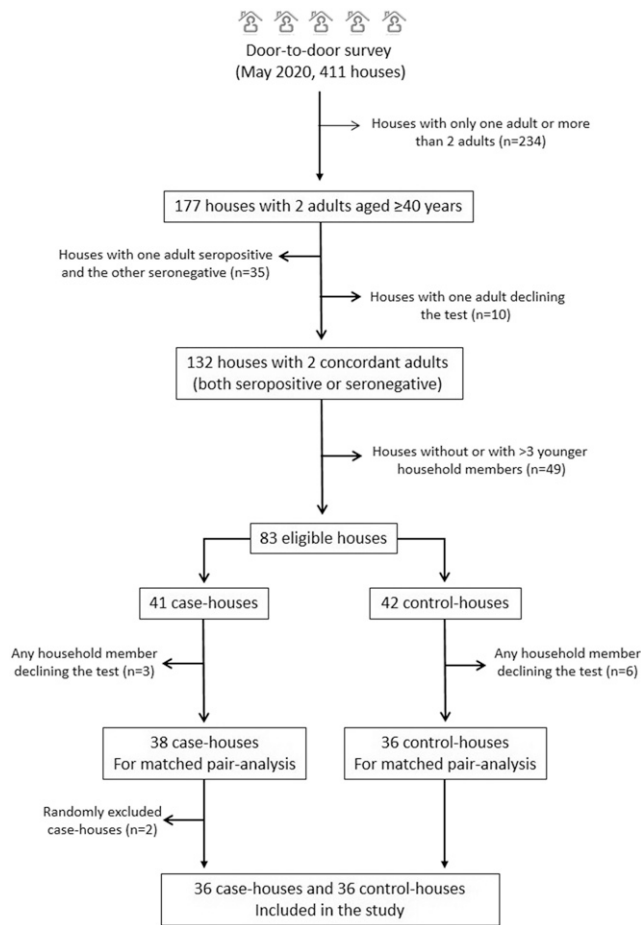 Door-to-door survey
(May 2020, 411 houses)
Houses with only one adult or more
than 2 adults (n=234)
177 houses with 2 adults aged ≥40 years
Houses with one adult seropositive
and the other seronegative (n=35)
Houses with one adult declining
the test (n=10)
132 houses with 2 concordant adults
(both seropositive or seronegative)
Houses without or with >3 younger
household members (n=49)
83 eligible houses
41 case-houses
42 control-houses
Any household member
declining the test (n=3)
Any household member
declining the test (n=6)
38 case-houses
For matched pair-analysis
36 control-houses
For matched pair-analysis
Randomly excluded
case-houses (n=2)
36 case-houses and 36 control-houses
Included in the study